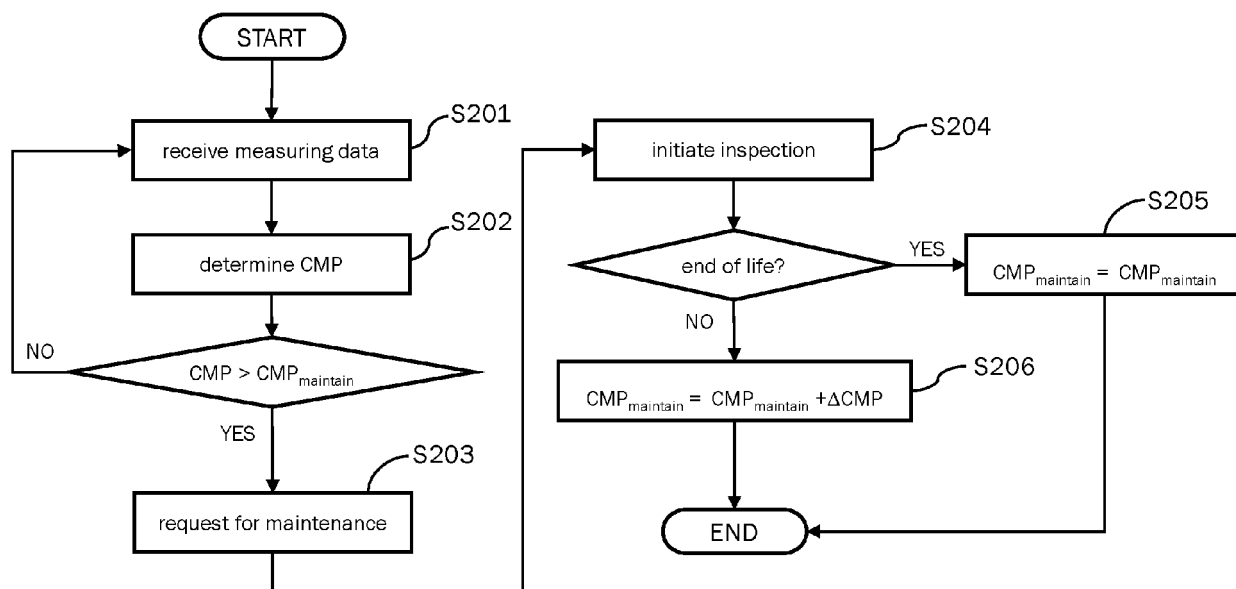 START
S201
receive measuring data
S202
determine CMP
NO
CMP > CMPmaintain
YES
S203
request for maintenance
S204
initiate inspection
S205
end of life?
YES
CMPmaintain = CMPmaintain
NO
S206
CMPmaintain = CMPmaintain +ΔCMP
END